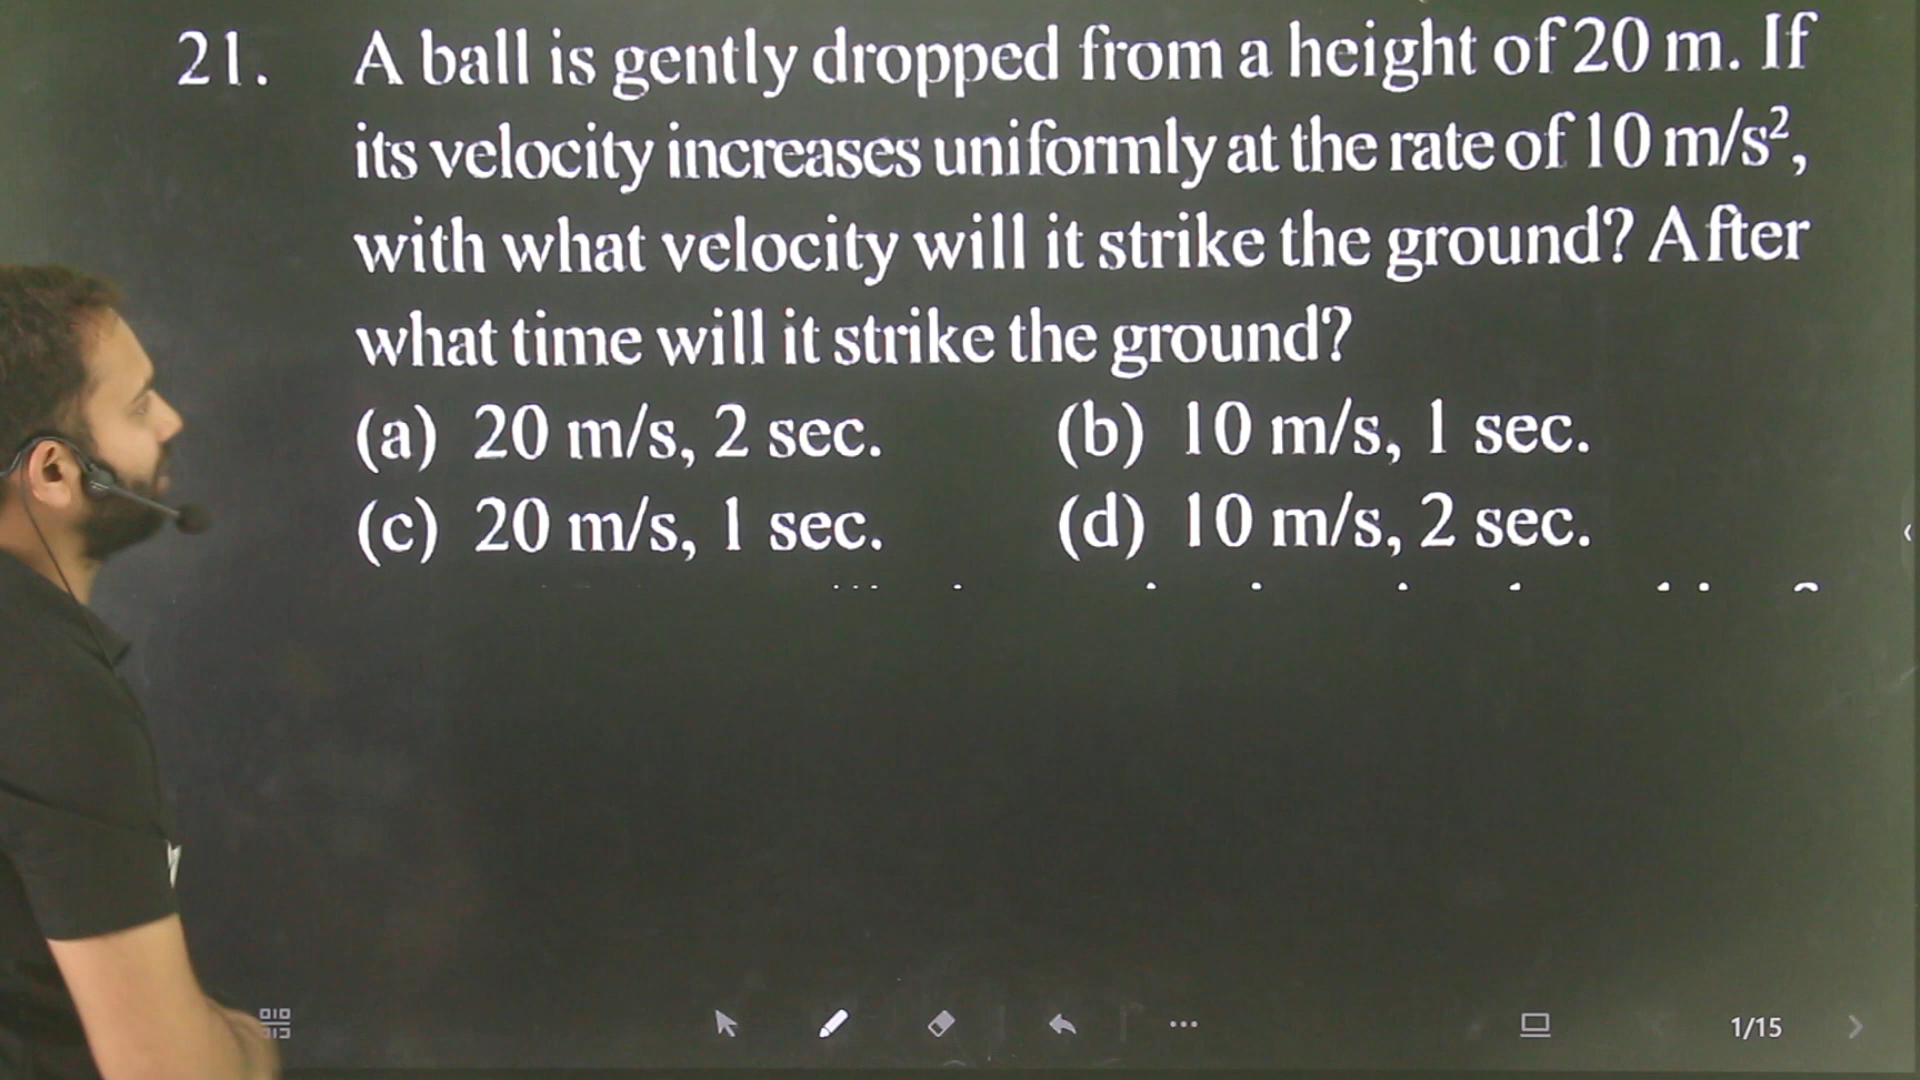 21. A ball is gently dropped from a height of 20 m. If
its velocity increases uniformly at the rate of 10 m/s²,
with what velocity will it strike the ground? After
what time will it strike the ground?
(a) 20 m/s, 2 sec. (b) 10 m/s, 1 sec.
(c) 20 m/s, 1 sec. (d) 10 m/s, 2 sec.
1/15